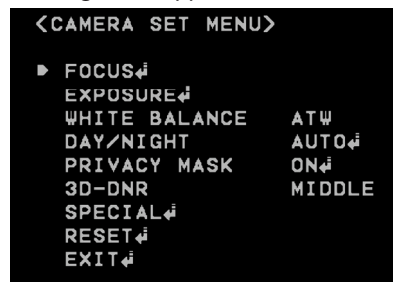 <CAMERA SET MENU>
► FOCUS↲
EXPOSURE↲
WHITE BALANCE ATW
DAY/NIGHT AUTO↲
PRIVACY MASK ON↲
3D-DNR MIDDLE
SPECIAL↲
RESET↲
EXIT↲